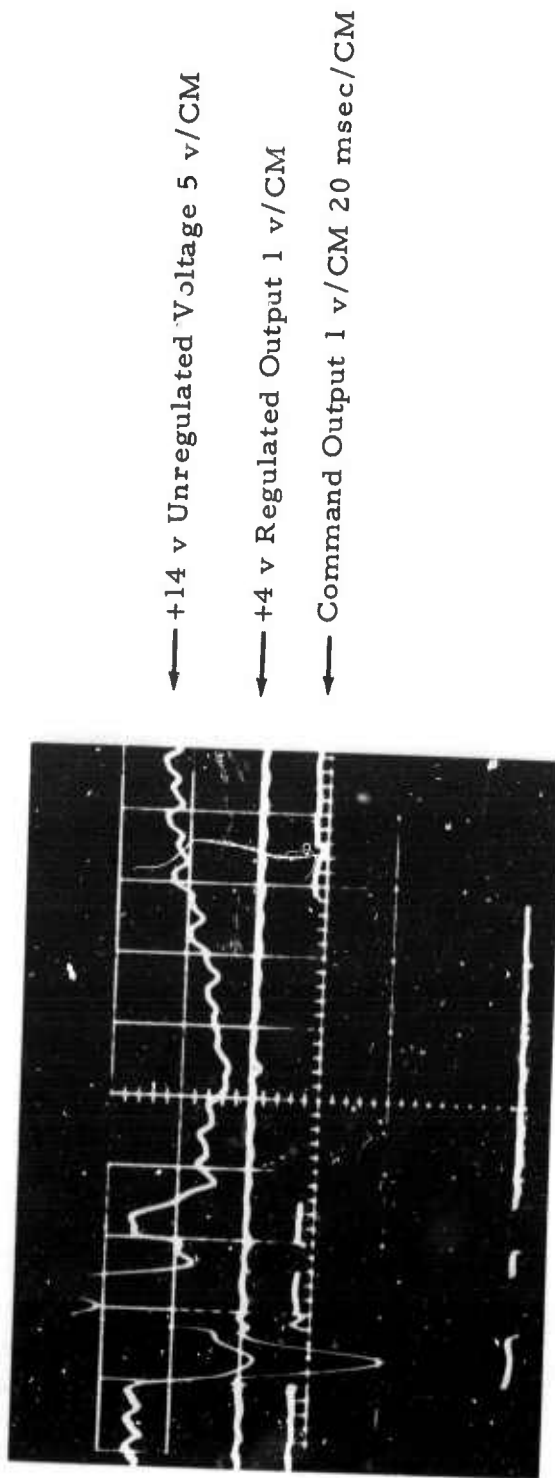 +14 v Unregulated Voltage 5 v/CM
+4 v Regulated Output 1 v/CM
Command Output 1 v/CM 20 msec/CM